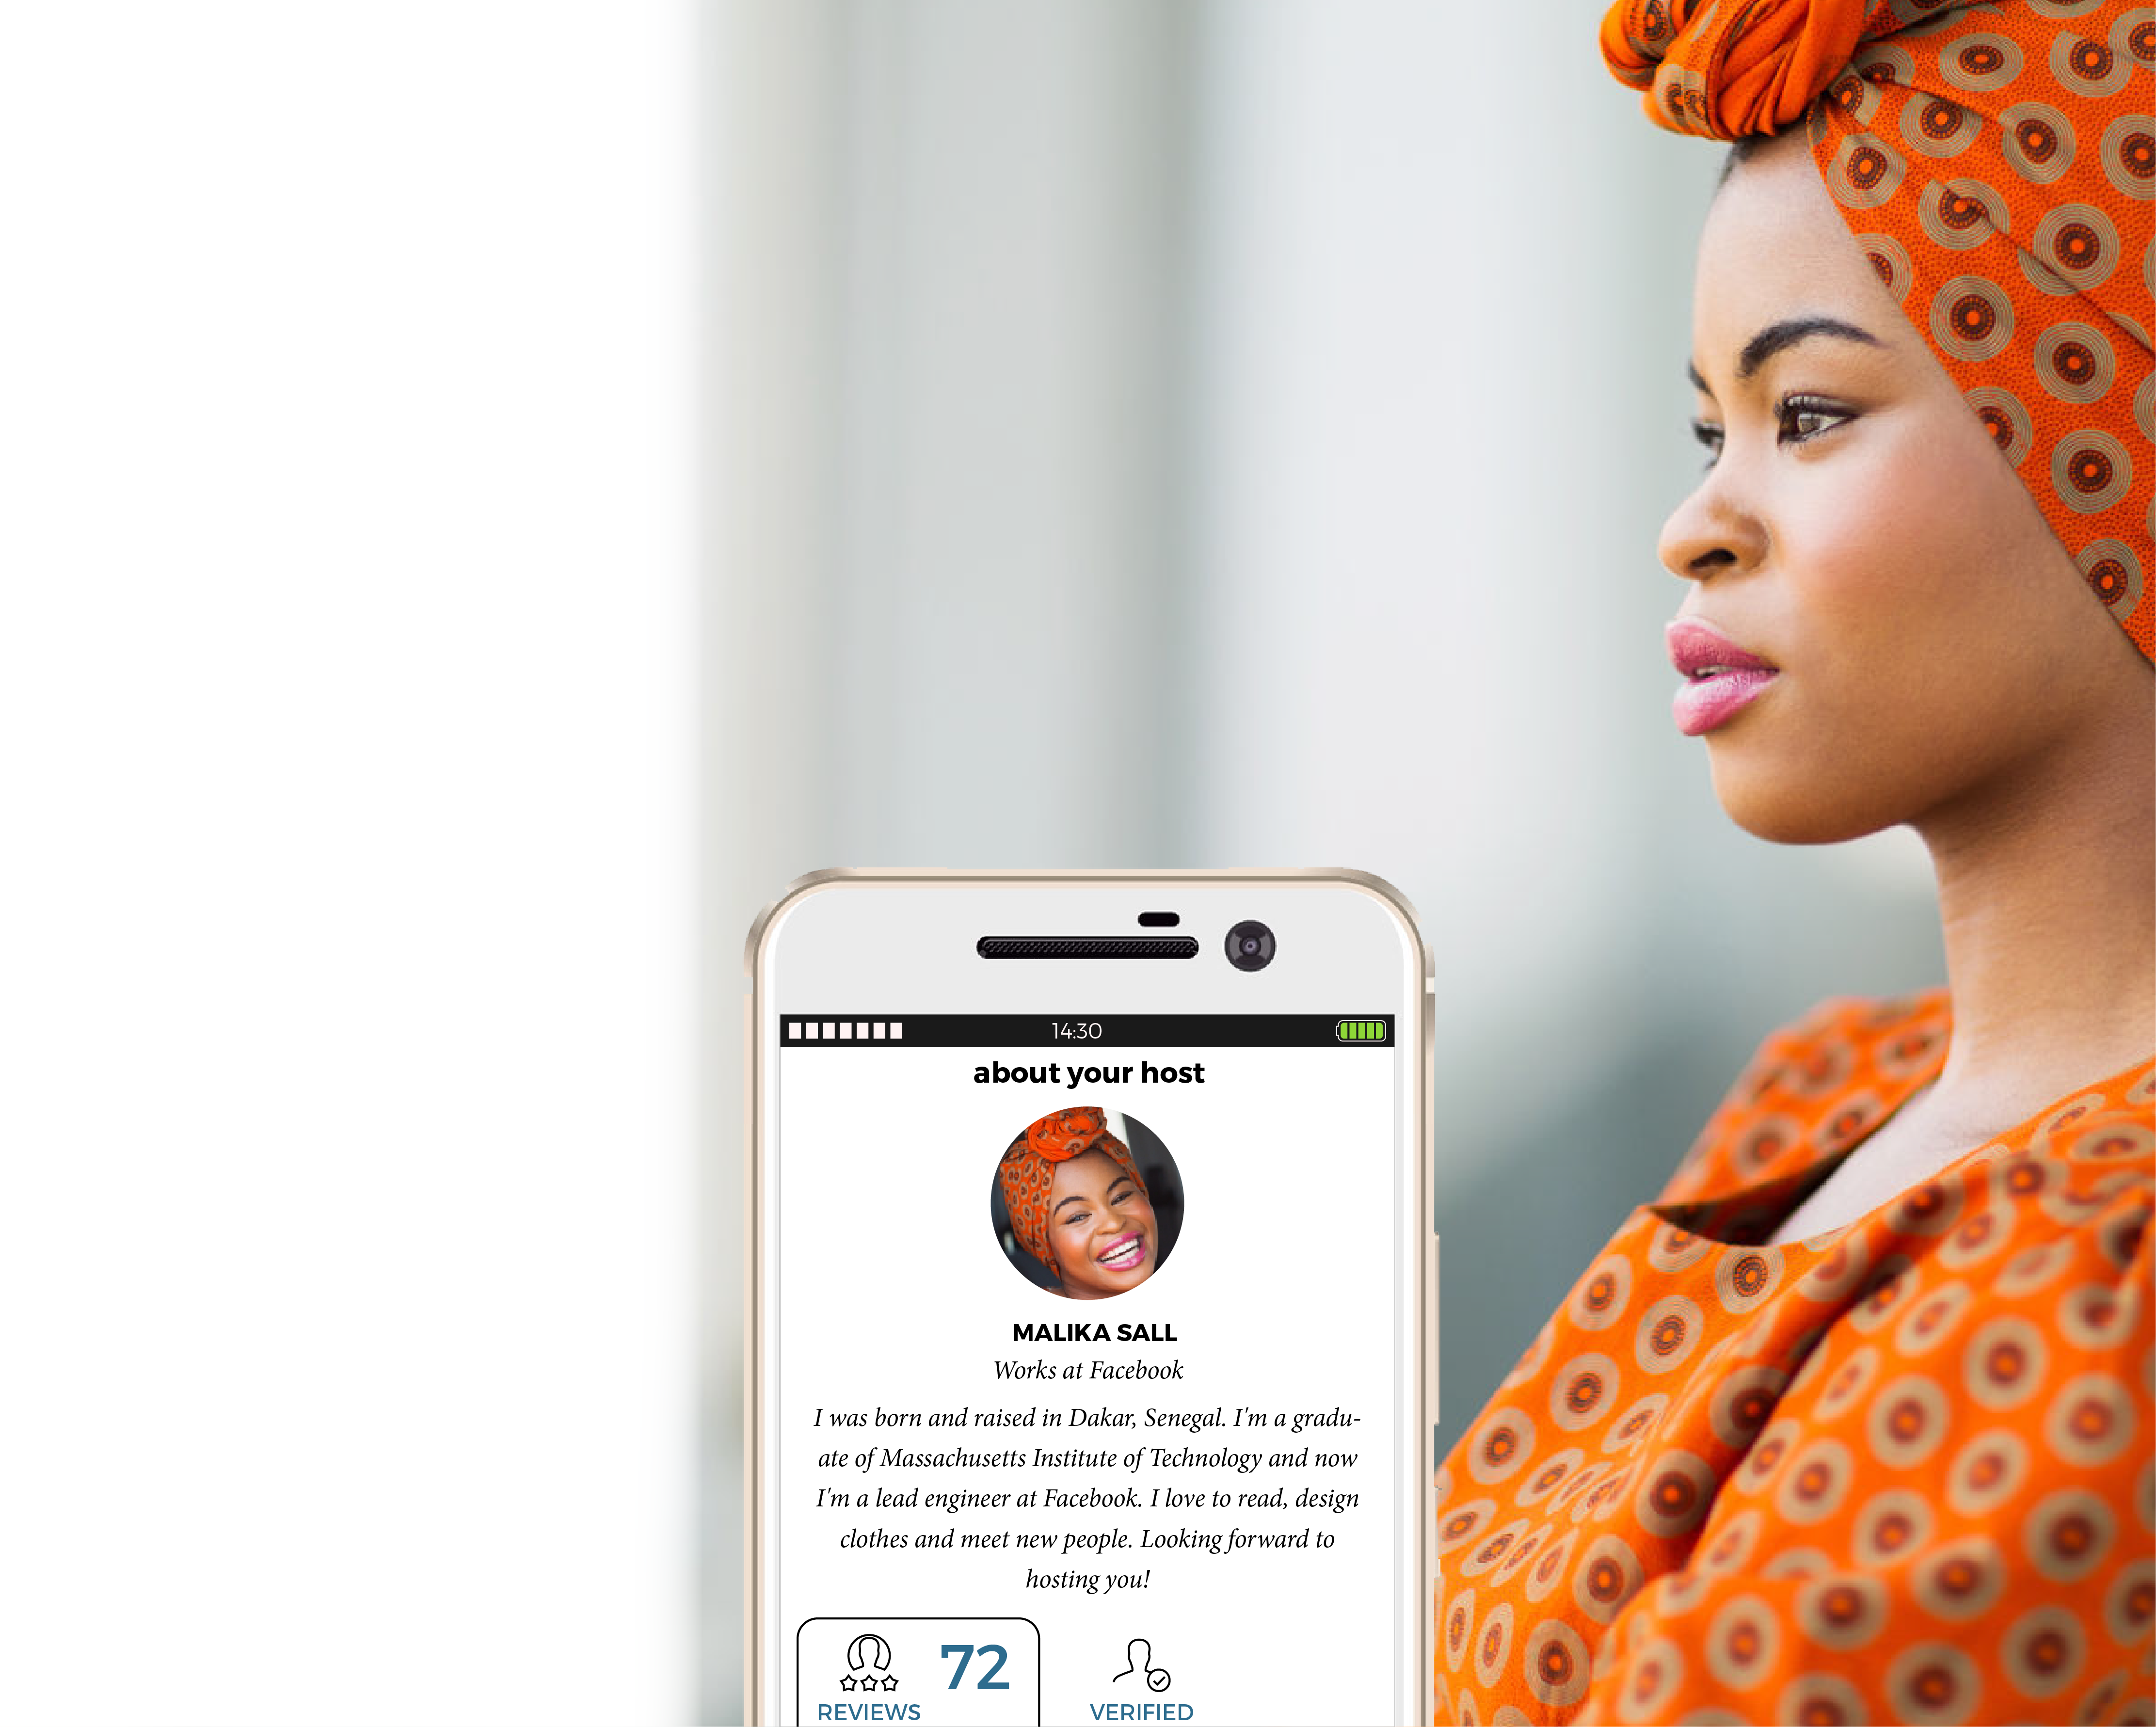 14:30
about your host
MALIKA SALL
Works at Facebook
I was born and raised in Dakar, Senegal. I'm a gradu-
ate of Massachusetts Institute of Technology and now
I'm a lead engineer at Facebook. I love to read, design
clothes and meet new people. Looking forward to
hosting you!
72
REVIEWS
VERIFIED